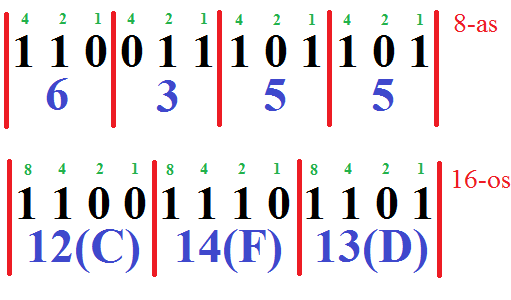 4 2 1 4 2 1 4 2 1 4 2 1 8-as
1 1 0 0 1 1 1 0 1 1 0 1
6 3 5 5
8 4 2 1 8 4 2 1 8 4 2 1 16-os
1 1 0 0 1 1 1 0 1 1 0 1
12(C) 14(F) 13(D)